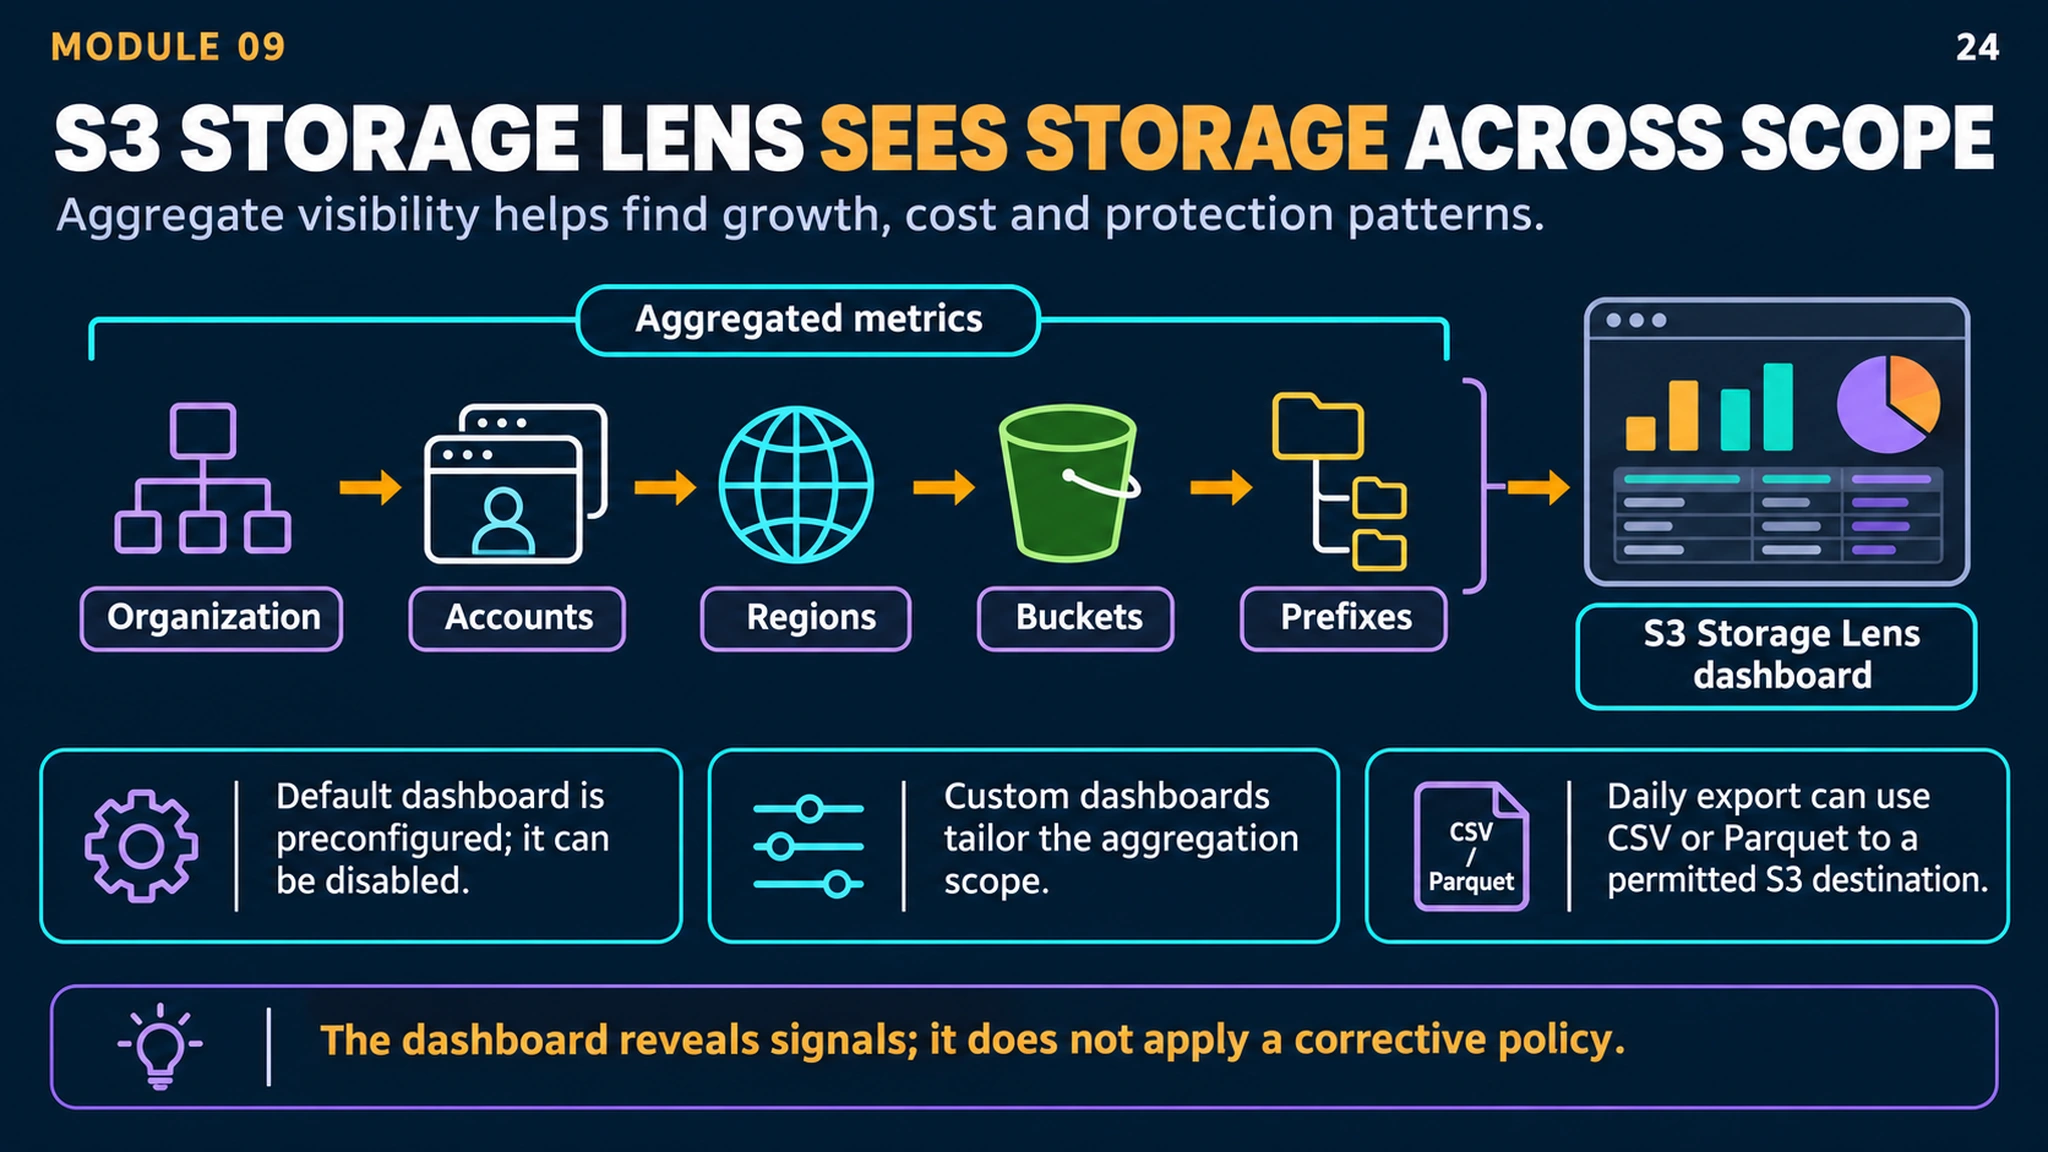 MODULE 09
24
S3 STORAGE LENS SEES STORAGE ACROSS SCOPE
Aggregate visibility helps find growth, cost and protection patterns.
Aggregated metrics
Organization
Accounts
Regions
Buckets
Prefixes
S3 Storage Lens
dashboard
Default dashboard is
preconfigured; it can
be disabled.
Custom dashboards
tailor the aggregation
scope.
CSV
/
Parquet
Daily export can use
CSV or Parquet to a
permitted S3 destination.
The dashboard reveals signals; it does not apply a corrective policy.